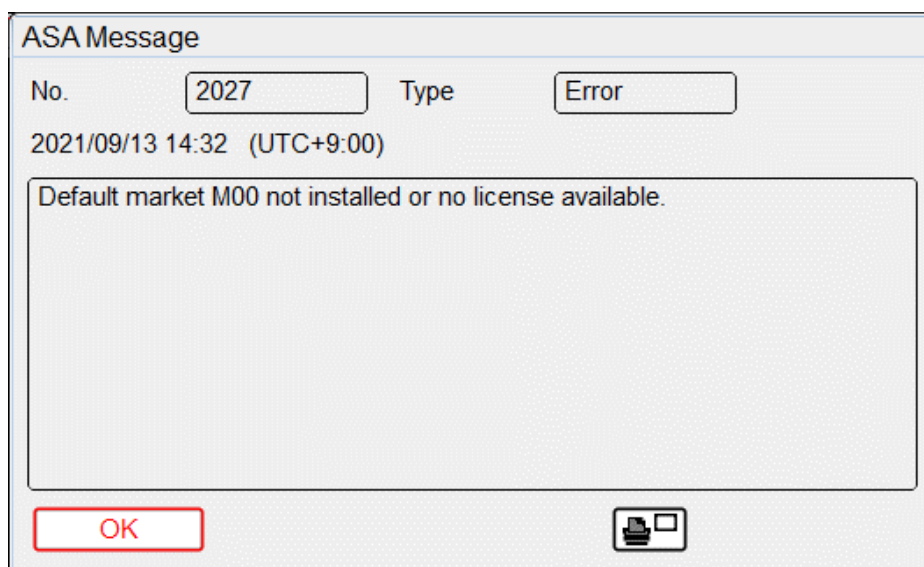 ASA Message
No. 2027 Type Error
2021/09/13 14:32 (UTC+9:00)
Default market M00 not installed or no license available.
OK